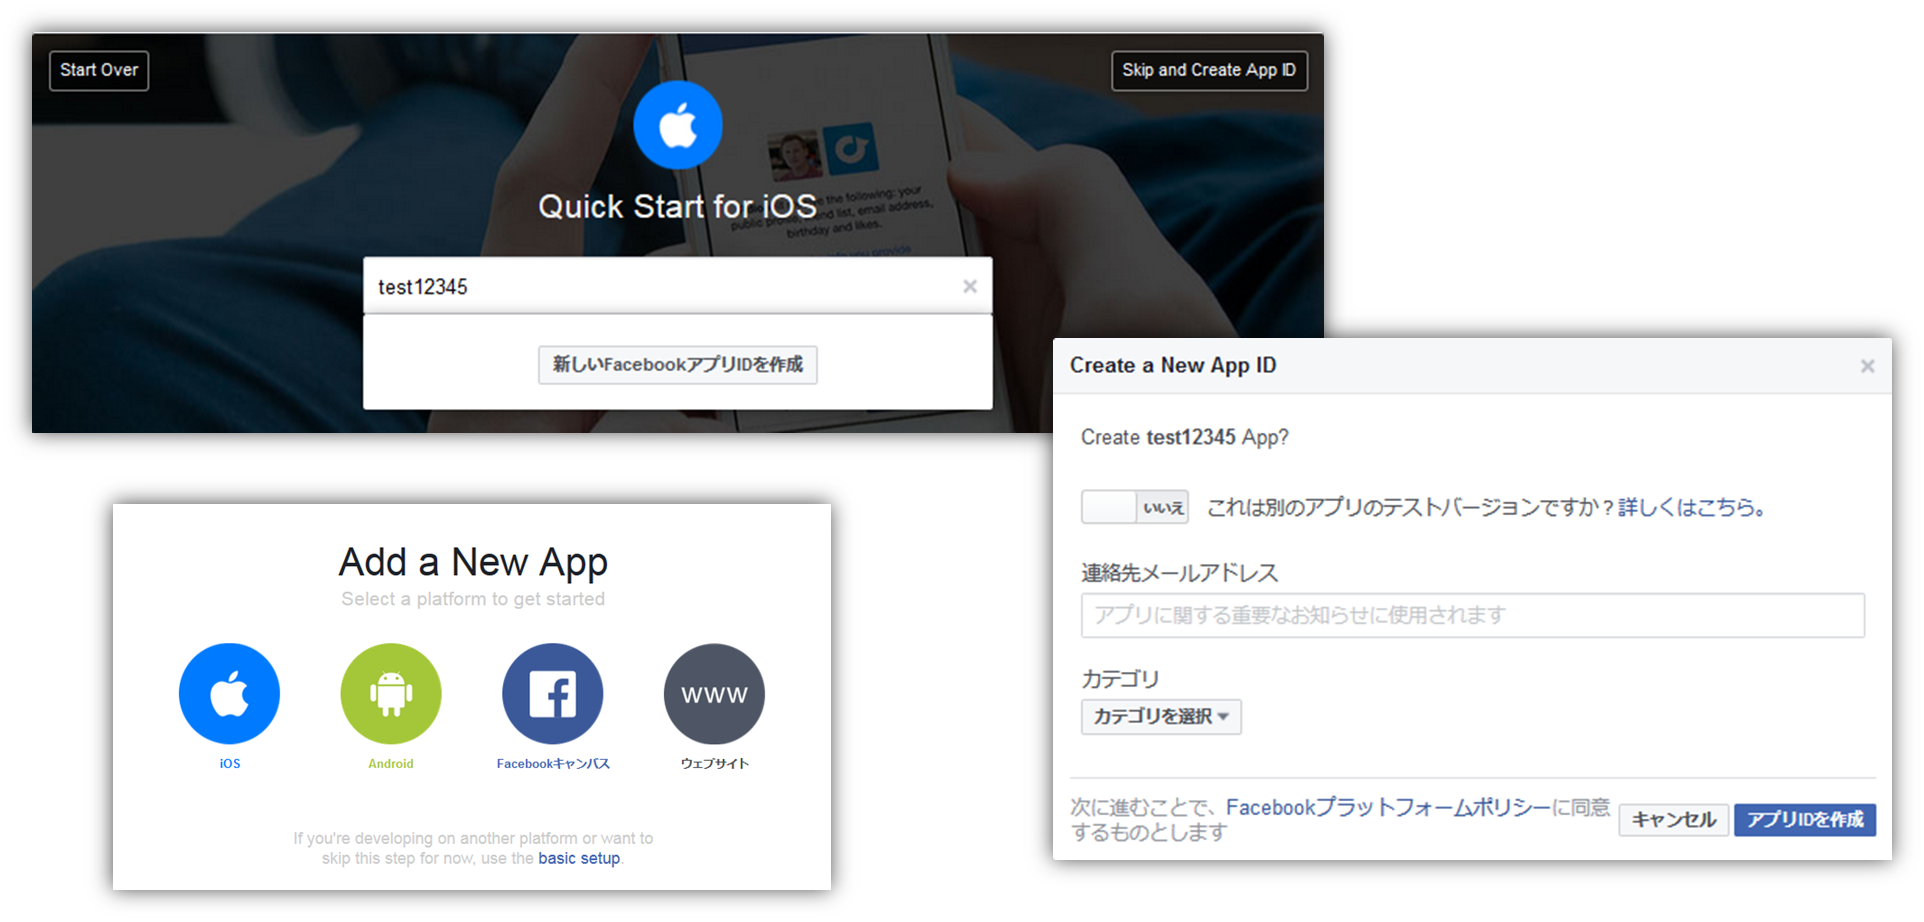 Start Over
Skip and Create App ID
Quick Start for iOS
the following: your
friend list, email address,
birthday and likes.
test12345
新しいFacebookアプリIDを作成
Create a New App ID
Create test12345 App?
いいえ
これは別のアプリのテストバージョンですか？詳しくはこちら。
連絡先メールアドレス
アプリに関する重要なお知らせに使用されます
カテゴリ
カテゴリを選択
次に進むことで、Facebookプラットフォームポリシーに同意
するものとします
キャンセル
アプリIDを作成
Add a New App
Select a platform to get started
www
iOS
Android
Facebookキャンバス
ウェブサイト
If you're developing on another platform or want to
skip this step for now, use the basic setup.